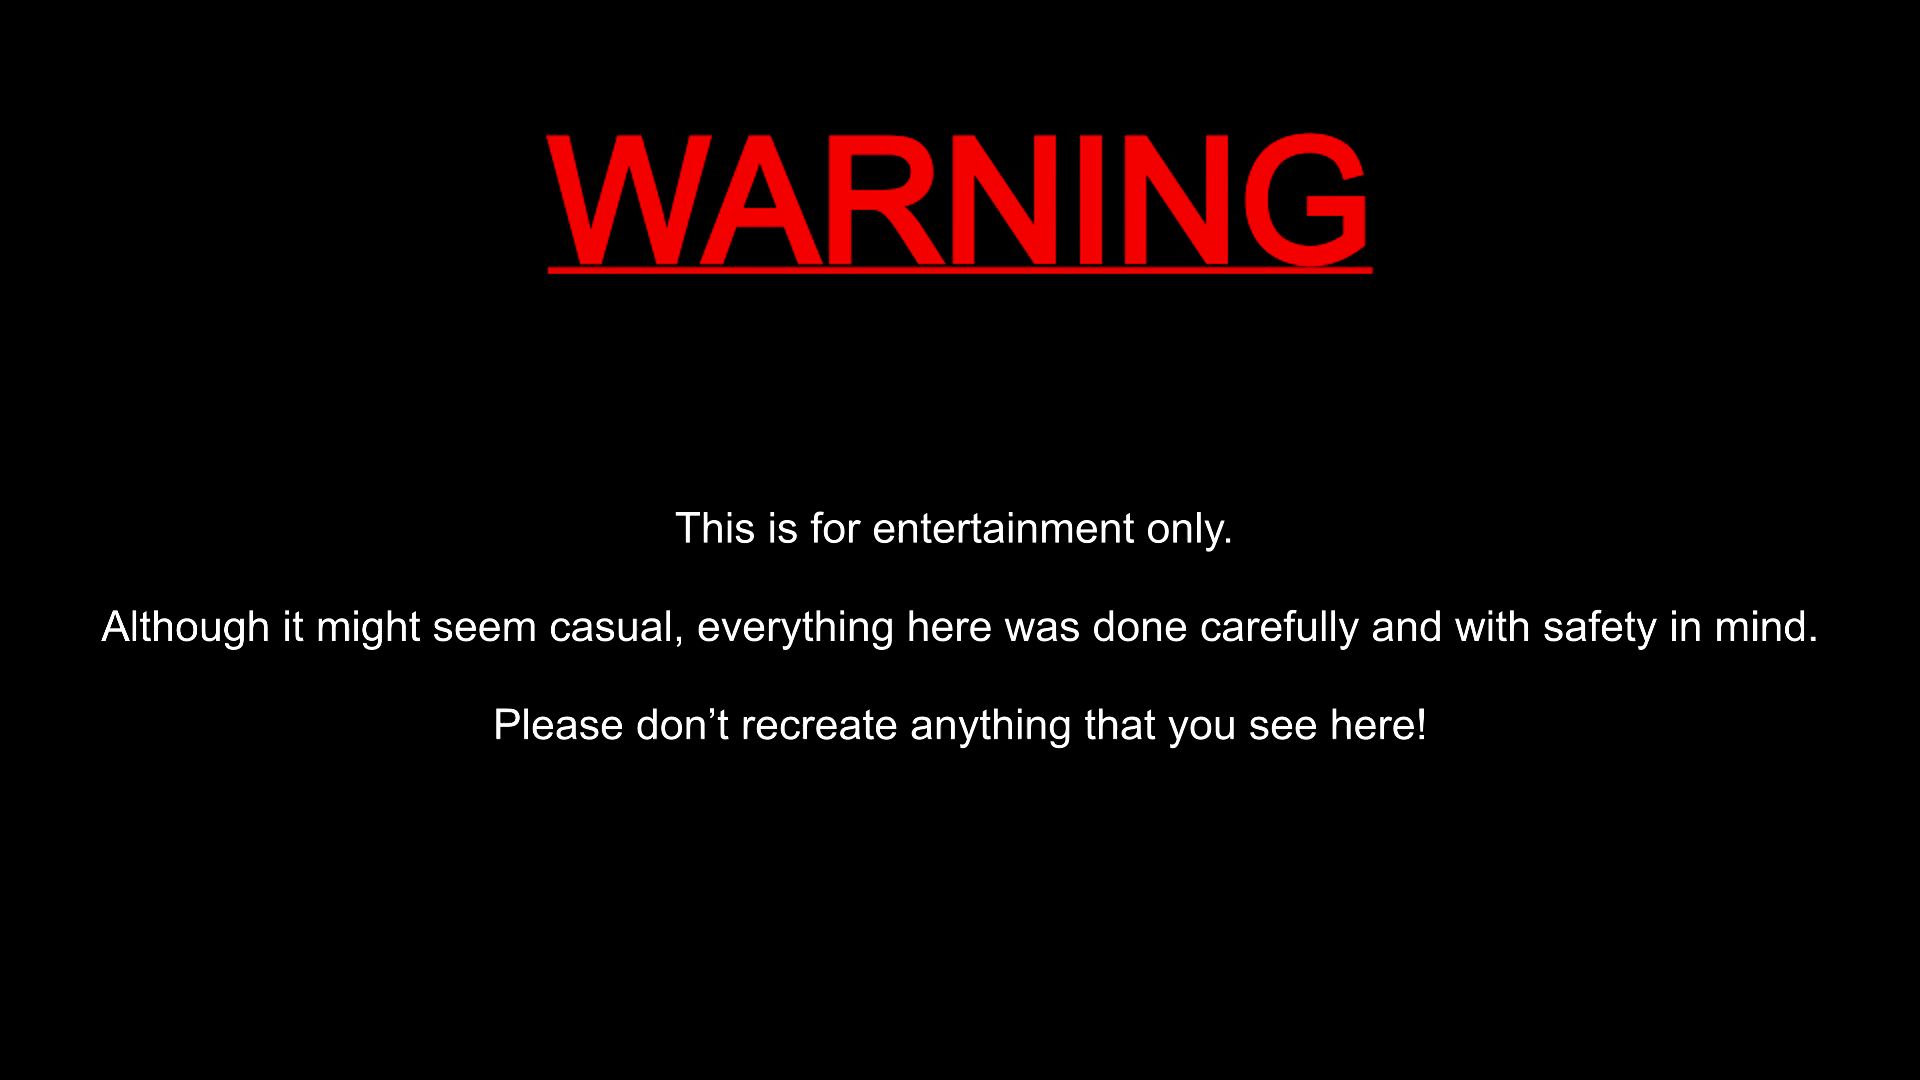 WARNING
This is for entertainment only.
Although it might seem casual, everything here was done carefully and with safety in mind.
Please don’t recreate anything that you see here!